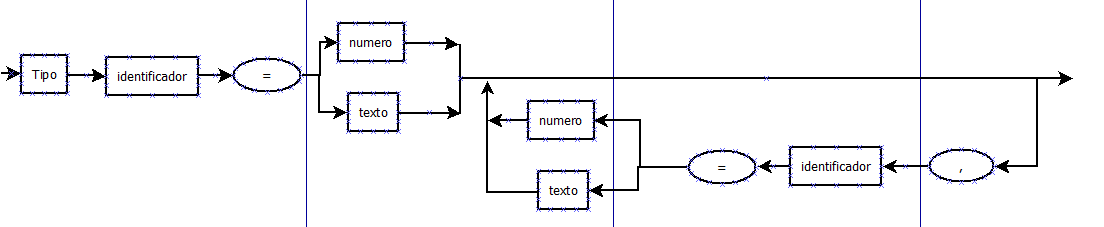 Tipo
identificador
=
numero
texto
numero
texto
=
identificador
,